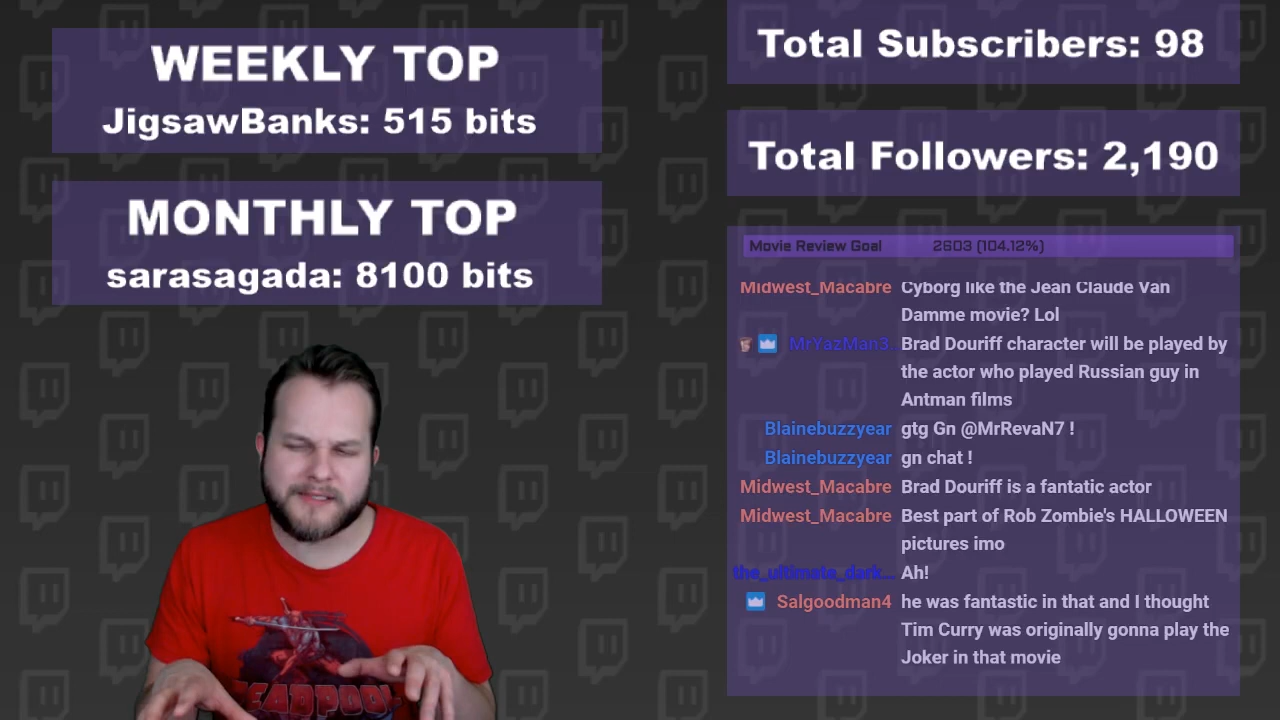 WEEKLY TOP
JigsawBanks: 515 bits
MONTHLY TOP
sarasagada: 8100 bits
Total Subscribers: 98
Total Followers: 2,190
Movie Review Goal 2603 (104.12%)
Midwest_Macabre Cyborg like the Jean Claude Van
Damme movie? Lol
MrYazMan3... Brad Douriff character will be played by
the actor who played Russian guy in
Antman films
Blainebuzzyear gtg Gn @MrRevaN7 !
Blainebuzzyear gn chat !
Midwest_Macabre Brad Douriff is a fantatic actor
Midwest_Macabre Best part of Rob Zombie's HALLOWEEN
pictures imo
the_ultimate_dark... Ah!
Salgoodman4 he was fantastic in that and I thought
Tim Curry was originally gonna play the
Joker in that movie
DEADPOOL